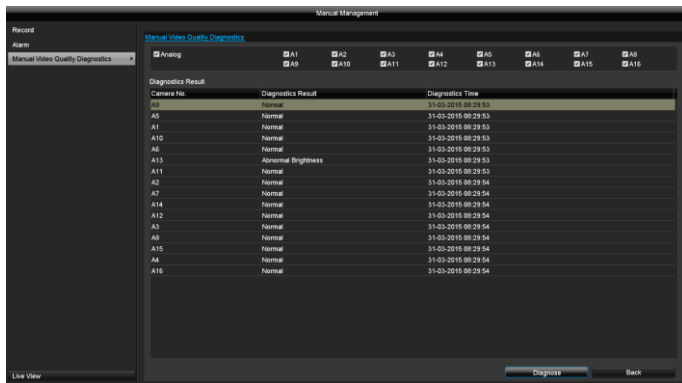 Manual Management
Record
Alarm
Manual Video Quality Diagnostics >
Live View
Manual Video Quality Diagnostics
Analog A1 A2 A3 A4 A5 A6 A7 A8
A9 A10 A11 A12 A13 A14 A15 A16
Diagnostics Result
Camera No. Diagnostics Result Diagnostics Time
A9 Normal 31-03-2015 08:29:53
A5 Normal 31-03-2015 08:29:53
A1 Normal 31-03-2015 08:29:53
A10 Normal 31-03-2015 08:29:53
A6 Normal 31-03-2015 08:29:53
A13 Abnormal Brightness 31-03-2015 08:29:53
A11 Normal 31-03-2015 08:29:53
A2 Normal 31-03-2015 08:29:54
A7 Normal 31-03-2015 08:29:54
A14 Normal 31-03-2015 08:29:54
A12 Normal 31-03-2015 08:29:54
A3 Normal 31-03-2015 08:29:54
A8 Normal 31-03-2015 08:29:54
A15 Normal 31-03-2015 08:29:54
A4 Normal 31-03-2015 08:29:54
A16 Normal 31-03-2015 08:29:54
Diagnose Back